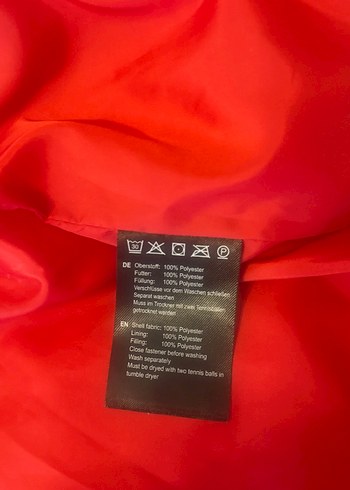 30
P
DE Oberstoff: 100% Polyester
Futter: 100% Polyester
Füllung: 100% Polyester
Verschlüsse vor dem Waschen schließen
Separat waschen
Muss im Trockner mit zwei Tennisbällen
getrocknet werden
EN Shell fabric: 100% Polyester
Lining: 100% Polyester
Filling: 100% Polyester
Close fastener before washing
Wash separately
Must be dryed with two tennis balls in
tumble dryer